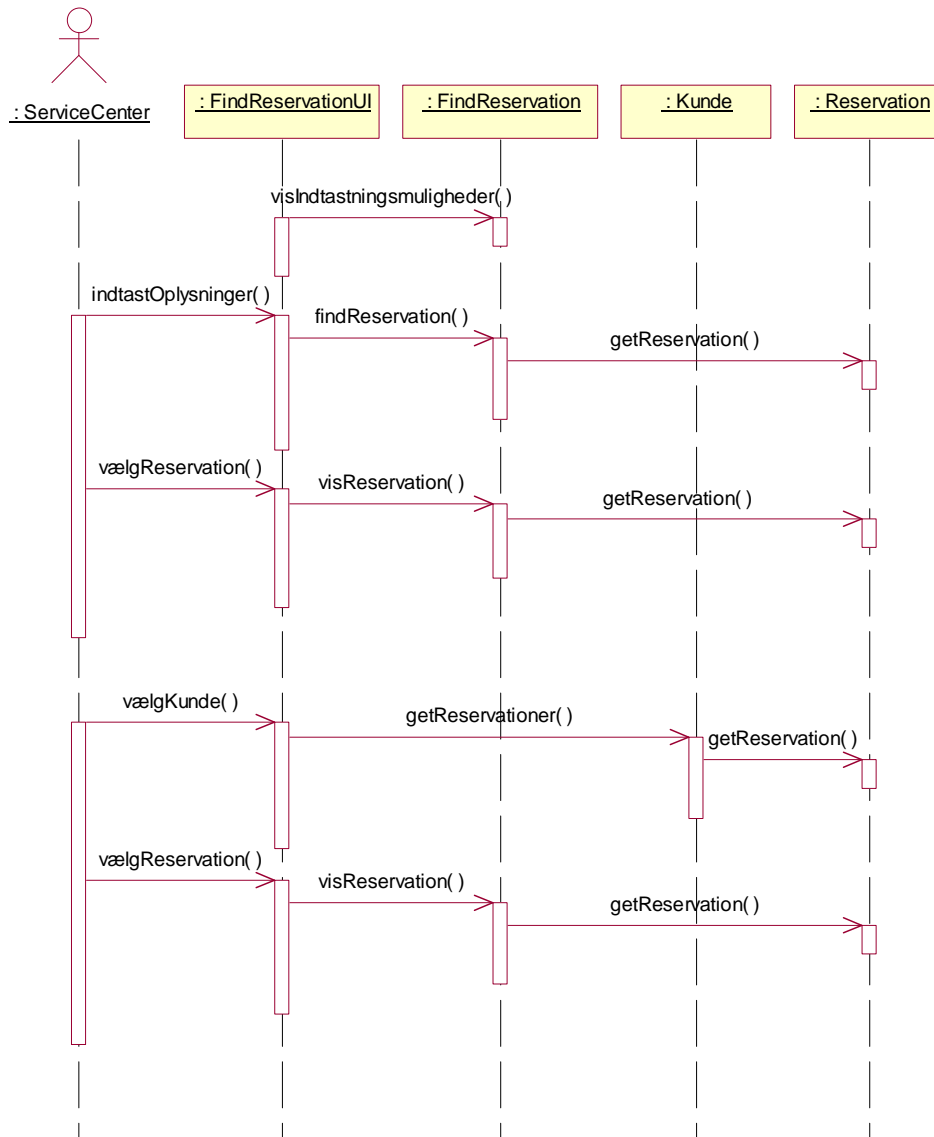 : ServiceCenter
: FindReservationUI
: FindReservation
: Kunde
: Reservation
visIndtastningsmuligheder( )
indtastOplysninger( )
findReservation( )
getReservation( )
vælgReservation( )
visReservation( )
getReservation( )
vælgKunde( )
getReservationer( )
getReservation( )
vælgReservation( )
visReservation( )
getReservation( )